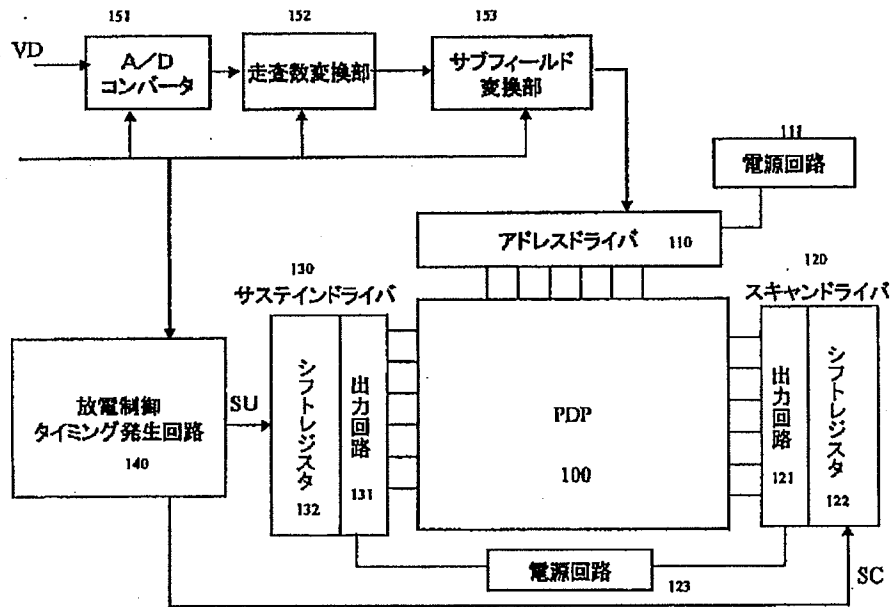 151
152
153
VD
A/D
コンバータ
走査数変換部
サブフィールド
変換部
111
電源回路
アドレスドライバ 110
130
サステインドライバ
120
スキャンドライバ
放電制御
タイミング発生回路
140
SU
シフトレジスタ
132
出力回路
131
PDP
100
出力回路
121
シフトレジスタ
122
電源回路
123
SC